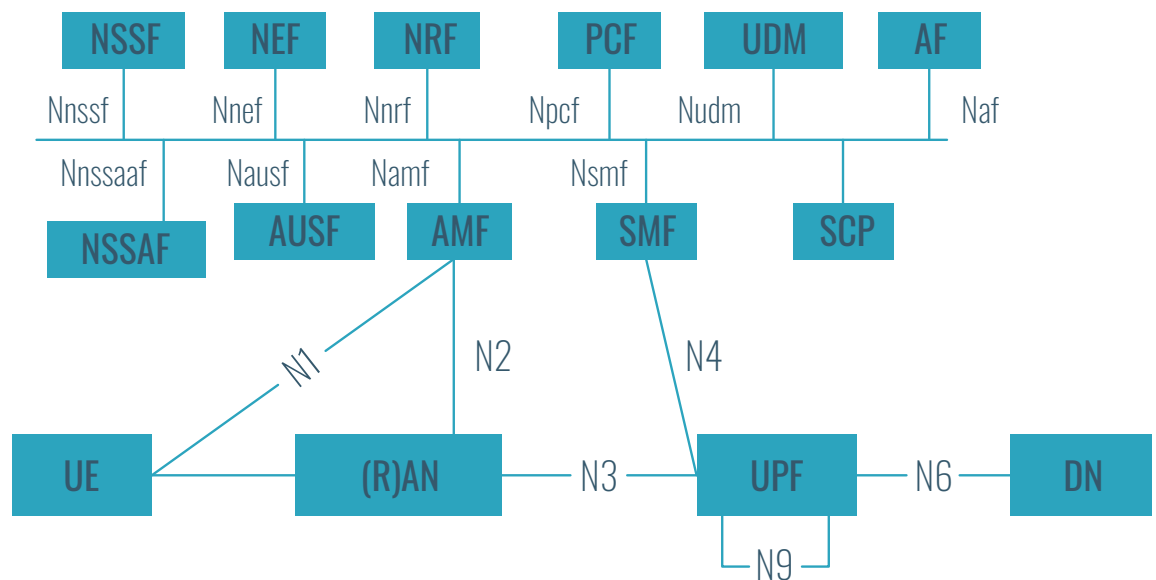 NSSF
NEF
NRF
PCF
UDM
AF
Nnssf
Nnef
Nnrf
Npcf
Nudm
Naf
Nnssaaf
Nausf
Namf
Nsmf
NSSAF
AUSF
AMF
SMF
SCP
N1
N2
N4
UE
(R)AN
N3
UPF
N6
DN
N9